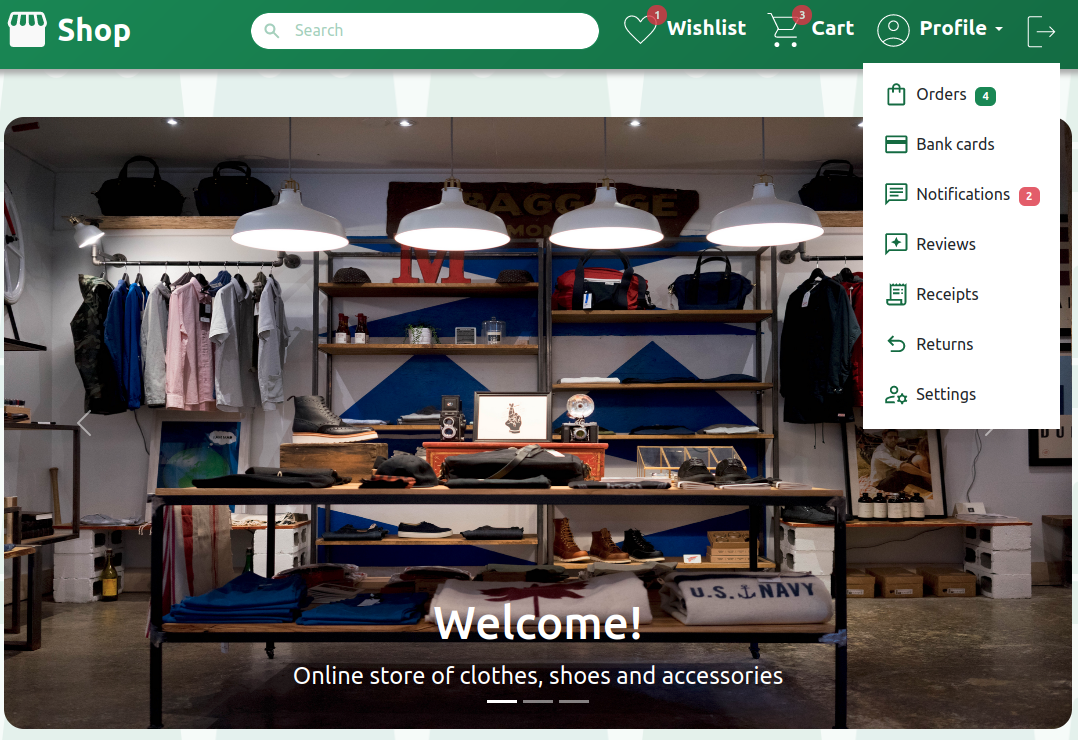 Shop
Search
1
Wishlist
3
Cart
Profile
Orders 4
Bank cards
Notifications 2
Reviews
Receipts
Returns
Settings
BAGGAGE
M
U.S. NAVY
Welcome!
Online store of clothes, shoes and accessories